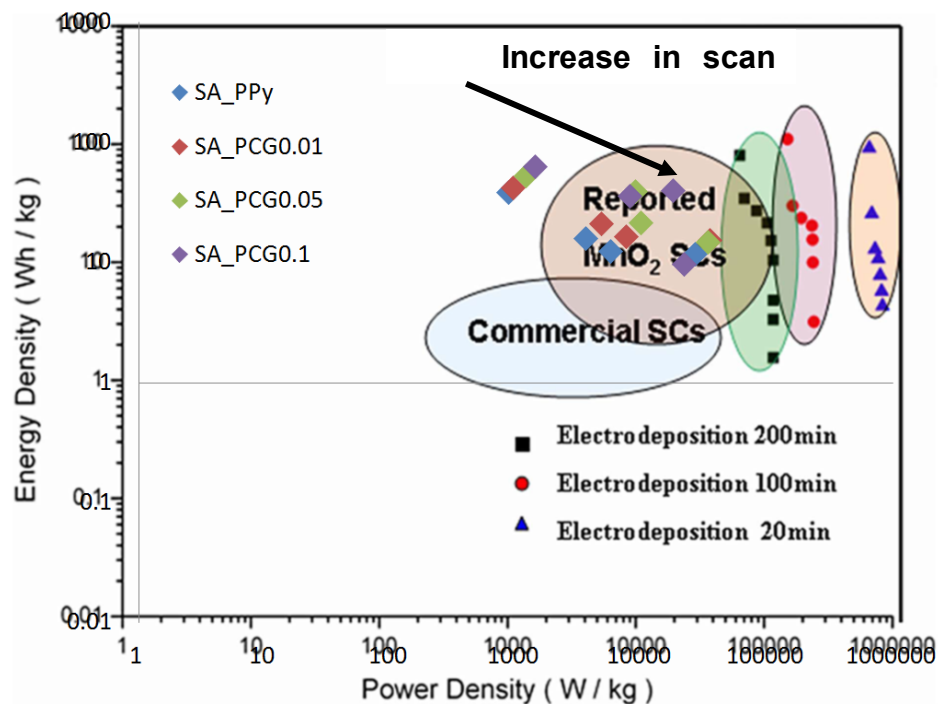 Increase in scan
SA_PPy
SA_PCG0.01
SA_PCG0.05
SA_PCG0.1
Reported
MnO₂ SCs
Commercial SCs
Electrodeposition 200min
Electrodeposition 100min
Electrodeposition 20min
Energy Density ( Wh / kg )
1000
100
10
1
0.1
0.01
1 10 100 1000 10000 100000 1000000
Power Density ( W / kg )